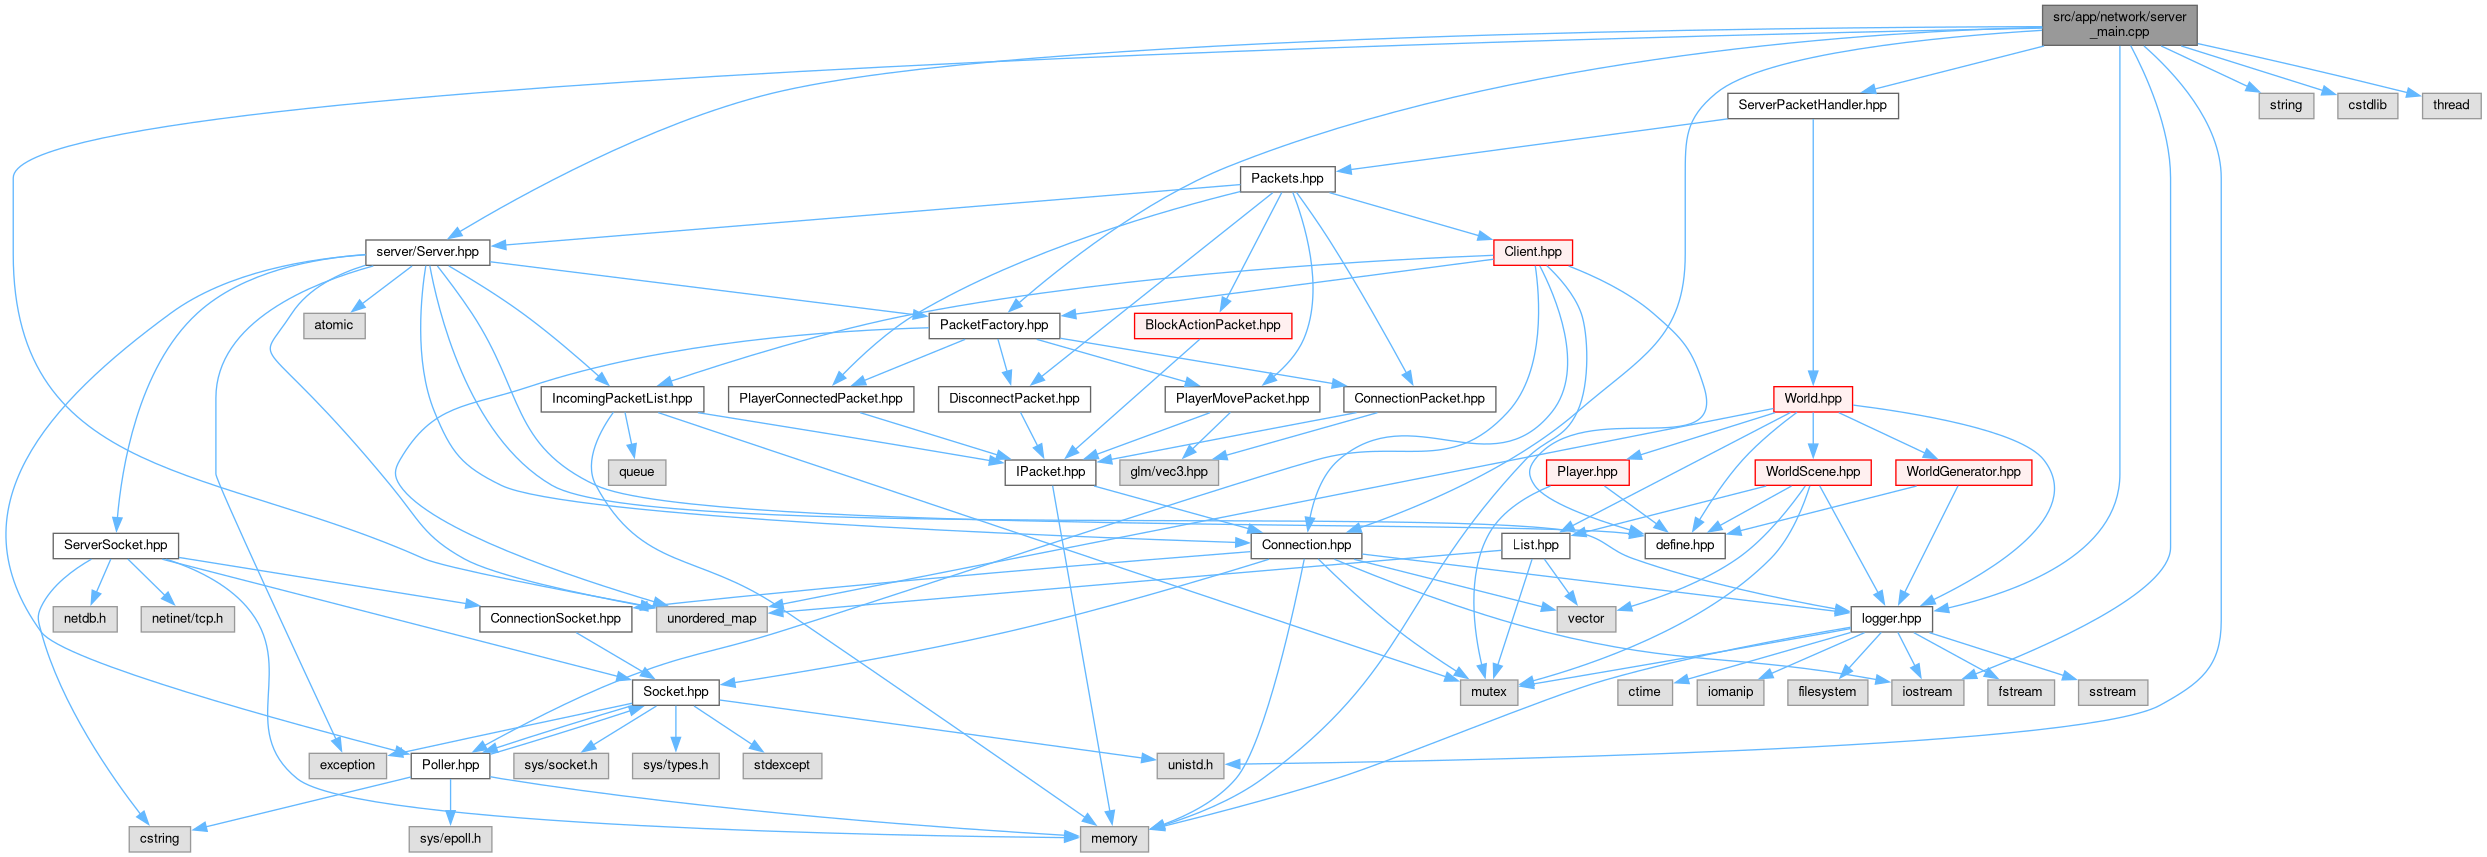 src/app/network/server
_main.cpp
ServerPacketHandler.hpp
string
cstdlib
thread
Packets.hpp
server/Server.hpp
Client.hpp
atomic
PacketFactory.hpp
BlockActionPacket.hpp
IncomingPacketList.hpp
PlayerConnectedPacket.hpp
DisconnectPacket.hpp
PlayerMovePacket.hpp
ConnectionPacket.hpp
World.hpp
queue
IPacket.hpp
glm/vec3.hpp
Player.hpp
WorldScene.hpp
WorldGenerator.hpp
ServerSocket.hpp
Connection.hpp
List.hpp
define.hpp
netdb.h
netinet/tcp.h
ConnectionSocket.hpp
unordered_map
vector
logger.hpp
Socket.hpp
mutex
ctime
iomanip
filesystem
iostream
fstream
sstream
exception
Poller.hpp
sys/socket.h
sys/types.h
stdexcept
unistd.h
cstring
sys/epoll.h
memory